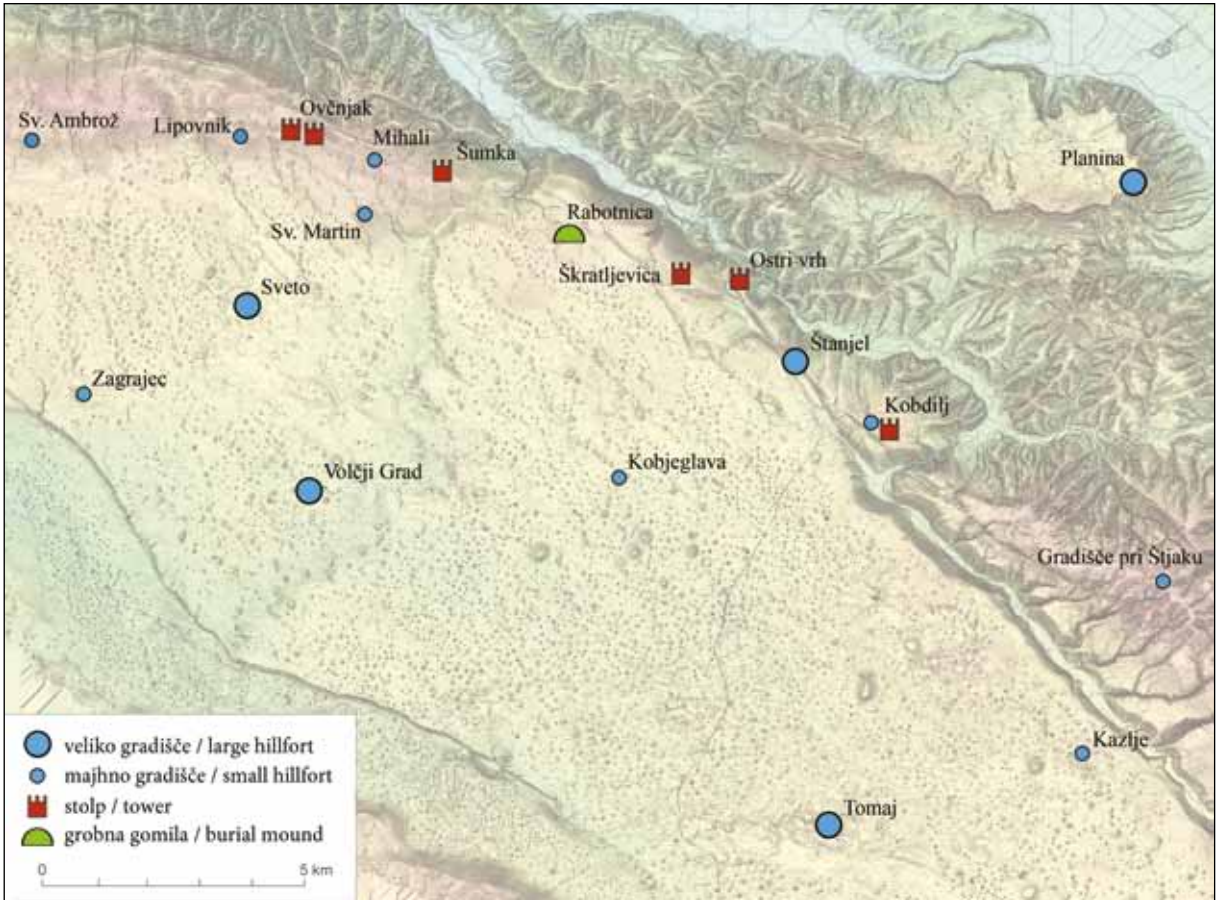 Ovčnjak
Sv. Ambrož
Lipovnik
Mihali
Šumka
Planina
Rabotnica
Sv. Martin
Škratljevica
Ostri vrh
Sveto
Štanjel
Zagrajec
Kobdilj
Volčji Grad
Kobjeglava
Gradišče pri Štjaku
Kazlje
Tomaj
veliko gradišče / large hillfort
majhno gradišče / small hillfort
stolp / tower
grobna gomila / burial mound
0 5 km